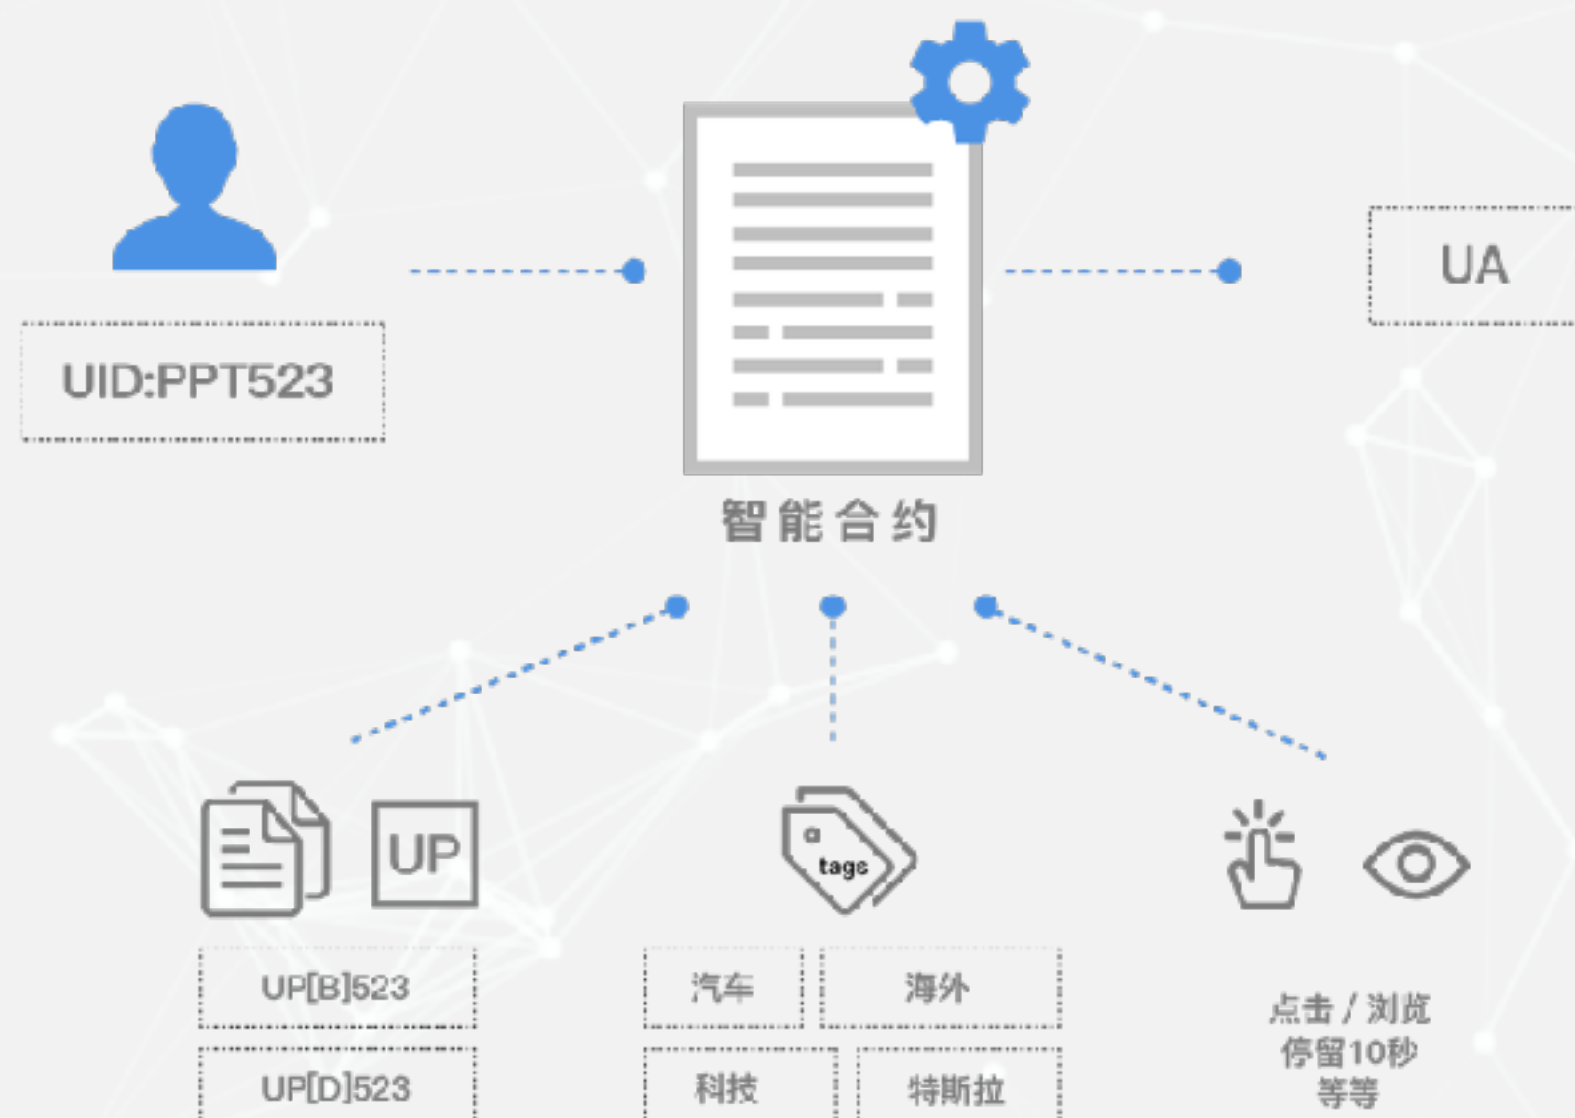 UA
UID:PPT523
智能合约
UP
tags
UP[B]523
汽车
海外
点击 / 浏览
停留10秒
等等
UP[D]523
科技
特斯拉